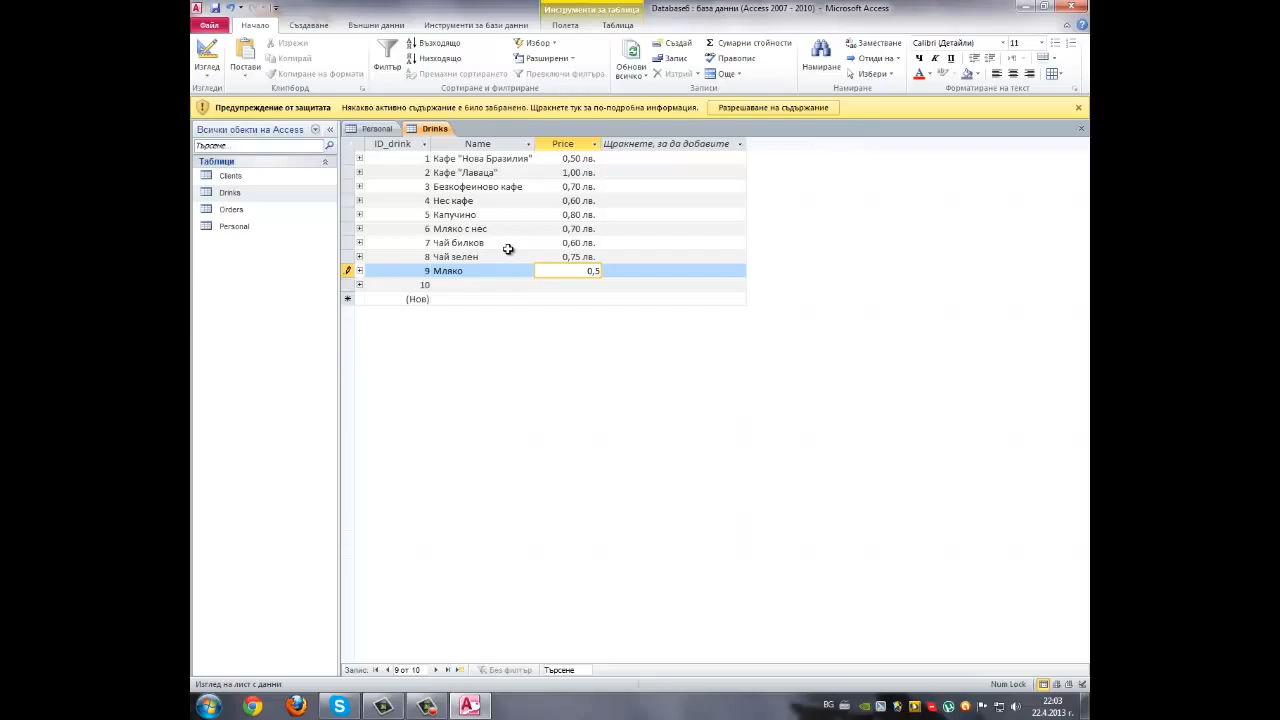 Инструменти за таблица
Database6 : база данни (Access 2007 - 2010) - Microsoft Access
Файл Начало Създаване Външни данни Инструменти за бази данни Полета Таблица
Изглед
Изгледи
Постави
Изрежи
Копирай
Копиране на формати
Клипборд
Филтър
Възходящо
Низходящо
Премахни сортирането
Избор
Разширени
Превключи филтъра
Сортиране и филтриране
Обнови всичко
Създай
Запис
Изтрий
Сумарни стойности
Правопис
Още
Записи
Намиране
Заместване
Отиди на
Избери
Намиране
Calibri (Детайли) 11
Форматиране на текст
Предупреждение от защитата Някакво активно съдържание е било забранено. Щракнете тук за по-подробна информация. Разрешаване на съдържание
Всички обекти на Access
Търсене...
Таблици
Clients
Drinks
Orders
Personal
Personal Drinks
ID_drink Name Price Щракнете, за да добавите
1 Кафе "Нова Бразилия" 0,50 лв.
2 Кафе "Лаваца" 1,00 лв.
3 Безкофеиново кафе 0,70 лв.
4 Нес кафе 0,60 лв.
5 Капучино 0,80 лв.
6 Мляко с нес 0,70 лв.
7 Чай билков 0,60 лв.
8 Чай зелен 0,75 лв.
9 Мляко 0,5
10
(Нов)
Запис: 9 от 10 Без филтър Търсене
Изглед на лист с данни Num Lock
BG 22:03
22.4.2013 г.